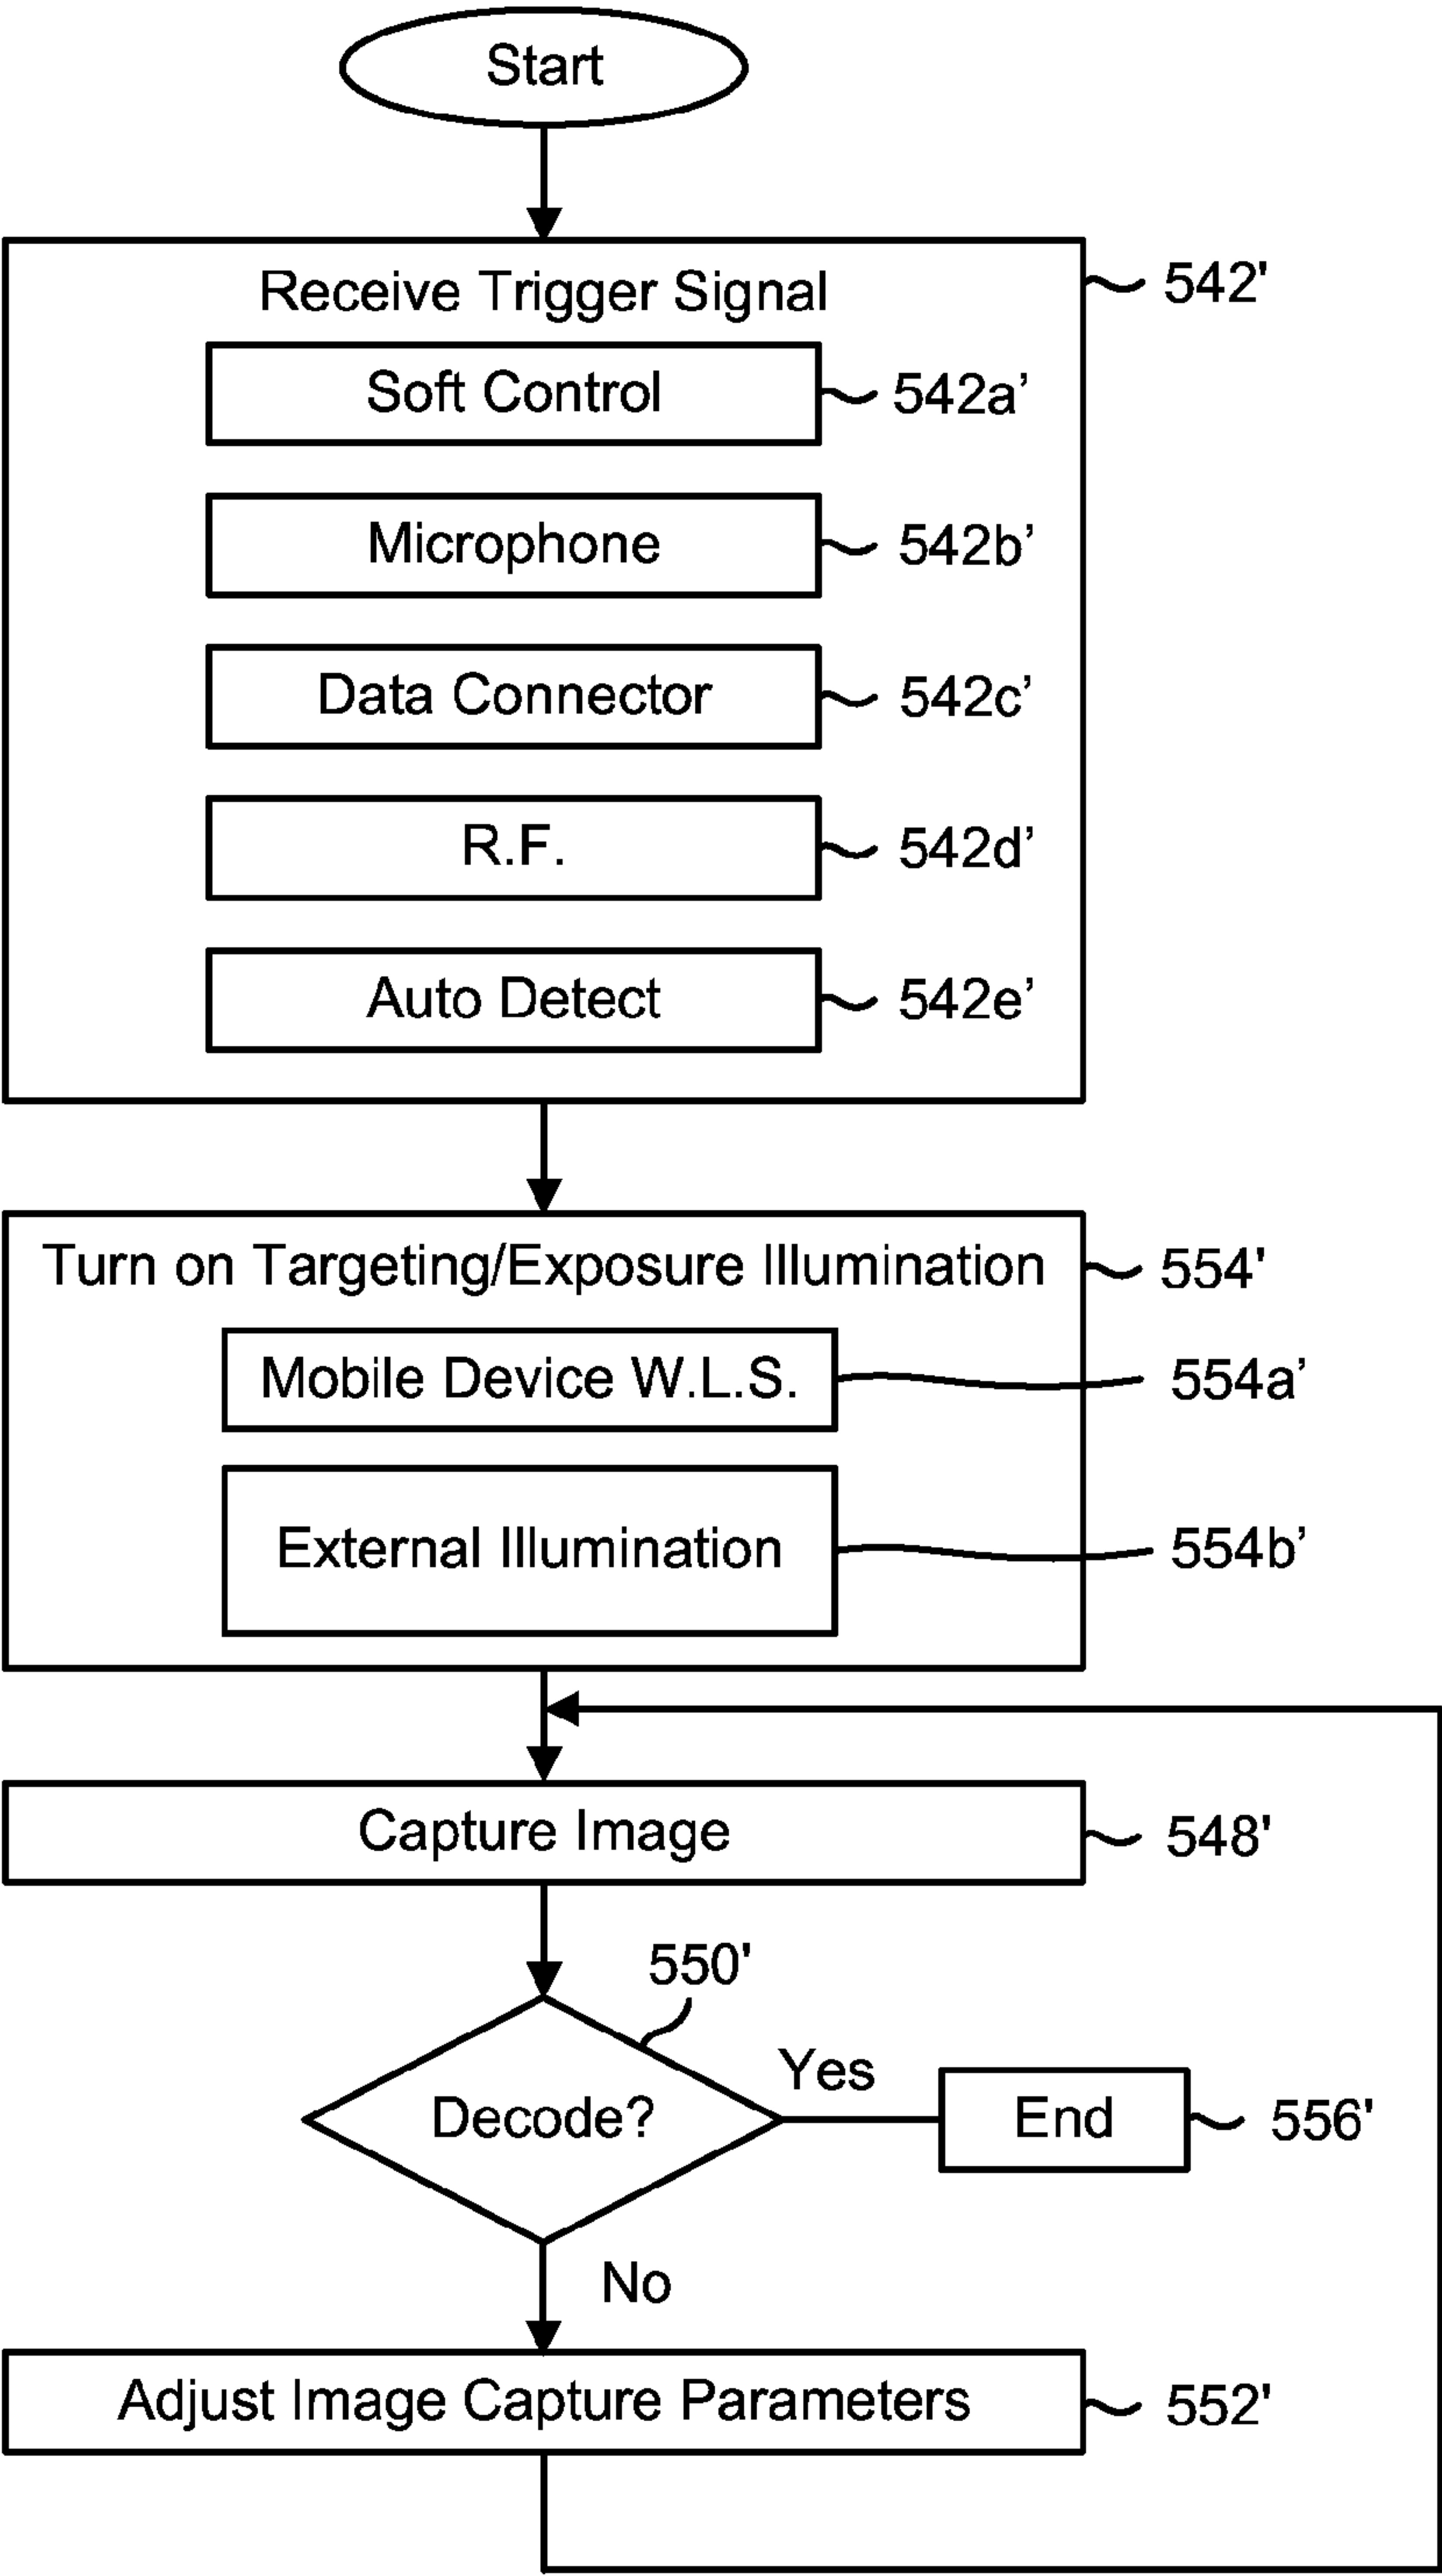 Start
Receive Trigger Signal
542'
Soft Control
542a’
Microphone
542b’
Data Connector
542c’
R.F.
542d’
Auto Detect
542e’
Turn on Targeting/Exposure Illumination
554'
Mobile Device W.L.S.
554a’
External Illumination
554b’
Capture Image
548'
550'
Decode?
Yes
End
556'
No
Adjust Image Capture Parameters
552'